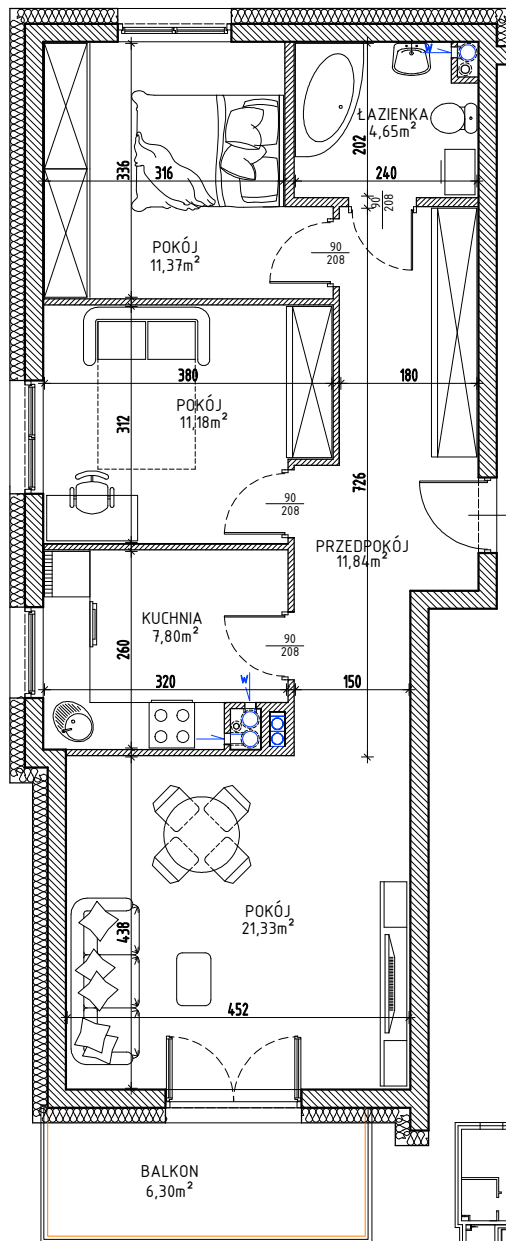 W
ŁAZIENKA
4,65m²
202
336
316
240
90
208
90
208
POKÓJ
11,37m²
380
180
POKÓJ
11,18m²
312
726
90
208
PRZEDPOKÓJ
11,84m²
KUCHNIA
7,80m²
90
208
260
320
W
150
POKÓJ
21,33m²
438
452
BALKON
6,30m²